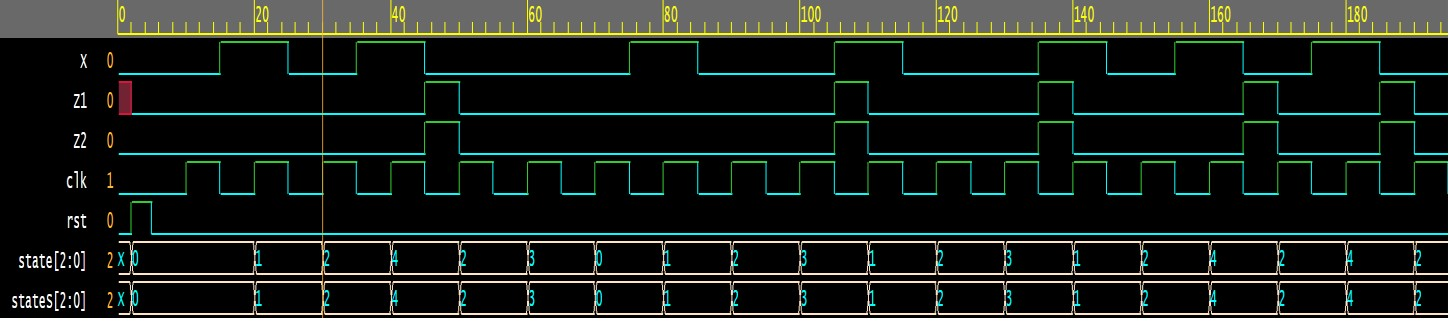 0 20 40 60 80 100 120 140 160 180
X 0
Z1 0
Z2 0
clk 1
rst 0
state[2:0] 2 X 0 1 2 4 2 3 0 1 2 3 1 2 3 1 2 4 2 4 2
stateS[2:0] 2 X 0 1 2 4 2 3 0 1 2 3 1 2 3 1 2 4 2 4 2